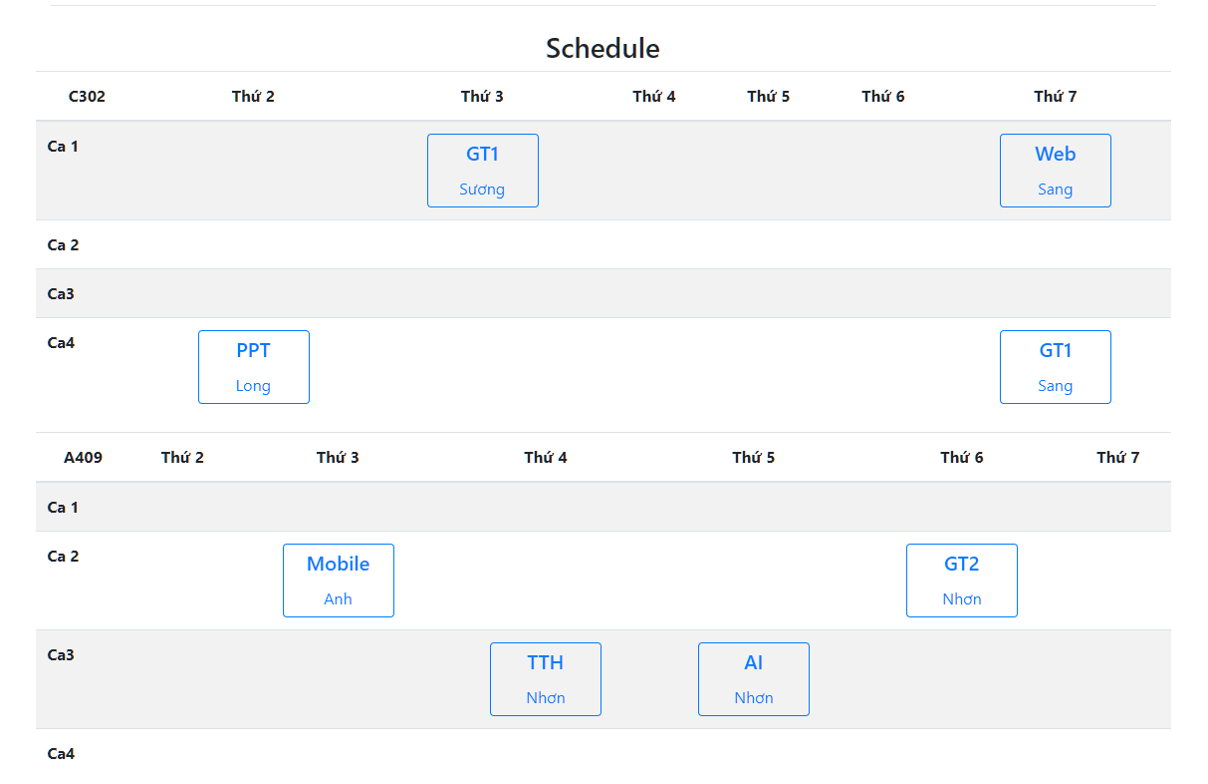 Schedule
C302 Thứ 2 Thứ 3 Thứ 4 Thứ 5 Thứ 6 Thứ 7
Ca 1
GT1 Web
Sương Sang
Ca 2
Ca3
Ca4
PPT GT1
Long Sang
A409 Thứ 2 Thứ 3 Thứ 4 Thứ 5 Thứ 6 Thứ 7
Ca 1
Ca 2
Mobile GT2
Anh Nhơn
Ca3
TTH AI
Nhơn Nhơn
Ca4